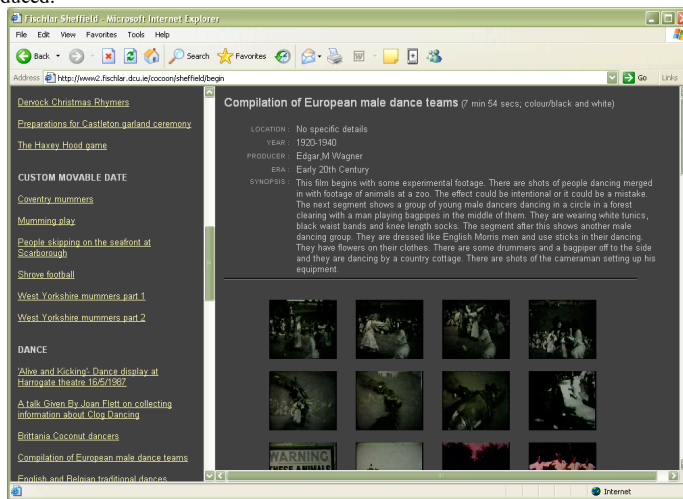 duced.
Fischlar Sheffield - Microsoft Internet Explorer
File Edit View Favorites Tools Help
Back Search Favorites
Address http://www2.fischlar.dcu.ie/cocoon/sheffield/begin Go Links
Dervock Christmas Rhymers
Preparations for Castleton garland ceremony
The Haxey Hood game
CUSTOM MOVABLE DATE
Coventry mummers
Mumming play
People skipping on the seafront at
Scarborough
Shrove football
West Yorkshire mummers part 1
West Yorkshire mummers part 2
DANCE
'Alive and Kicking'- Dance display at
Harrogate theatre 16/5/1987
A talk Given By Joan Flett on collecting
information about Clog Dancing
Brittania Coconut dancers
Compilation of European male dance teams
English and Belgian traditional dances
Compilation of European male dance teams (7 min 54 secs; colour/black and white)
LOCATION : No specific details
YEAR : 1920-1940
PRODUCER : Edgar,M Wagner
ERA : Early 20th Century
SYNOPSIS : This film begins with some experimental footage. There are shots of people dancing merged
in with footage of animals at a zoo. The effect could be intentional or it could be a mistake.
The next segment shows a group of young male dancers dancing in a circle in a forest
clearing with a man playing bagpipes in the middle of them. They are wearing white tunics,
black waist bands and knee length socks. The segment after this shows another male
dancing group. They are dressed like English Morris men and use sticks in their dancing.
They have flowers on their clothes. There are some drummers and a bagpiper off to the side
and they are dancing by a country cottage. There are shots of the cameraman setting up his
equipment.
WARNING
THESE ANIMALS
Internet